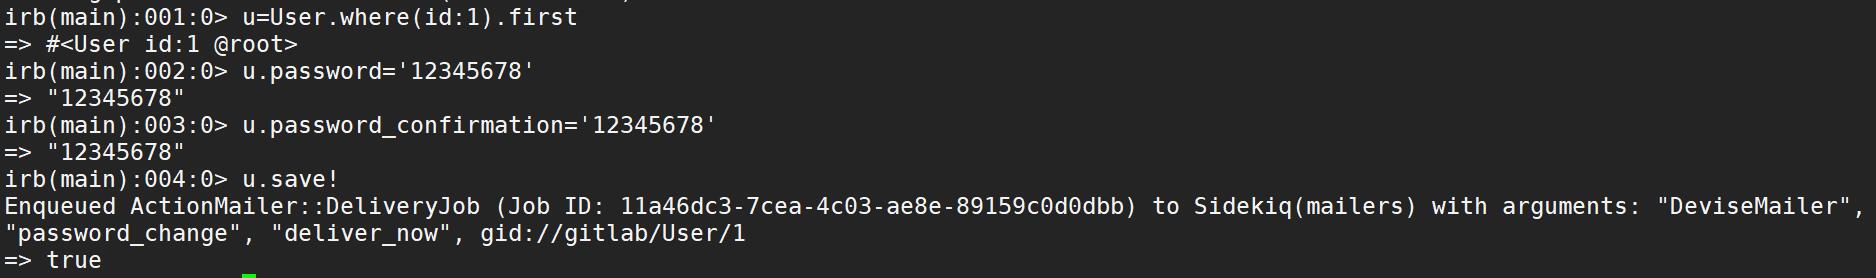 irb(main):001:0> u=User.where(id:1).first
=> #<User id:1 @root>
irb(main):002:0> u.password='12345678'
=> "12345678"
irb(main):003:0> u.password_confirmation='12345678'
=> "12345678"
irb(main):004:0> u.save!
Enqueued ActionMailer::DeliveryJob (Job ID: 11a46dc3-7cea-4c03-ae8e-89159c0d0dbb) to Sidekiq(mailers) with arguments: "DeviseMailer",
"password_change", "deliver_now", gid://gitlab/User/1
=> true